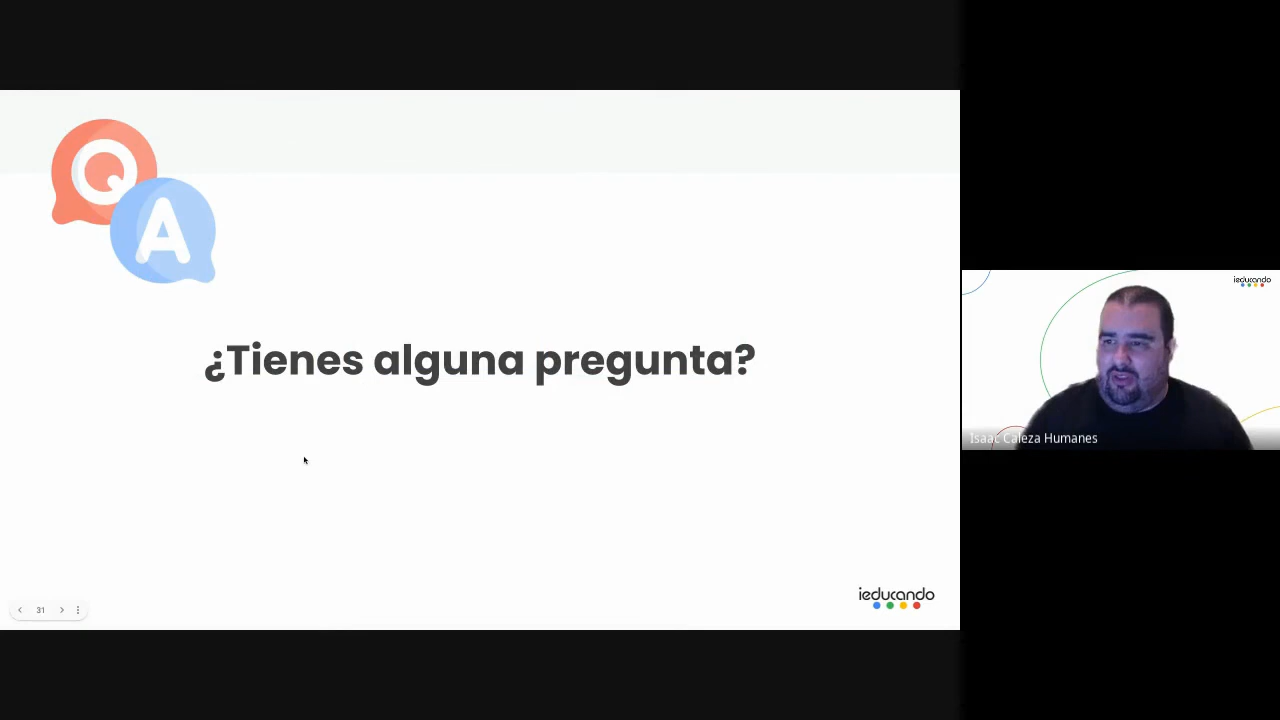 Q
A
¿Tienes alguna pregunta?
31
ieducando
ieducando
Isaac Caleza Humanes